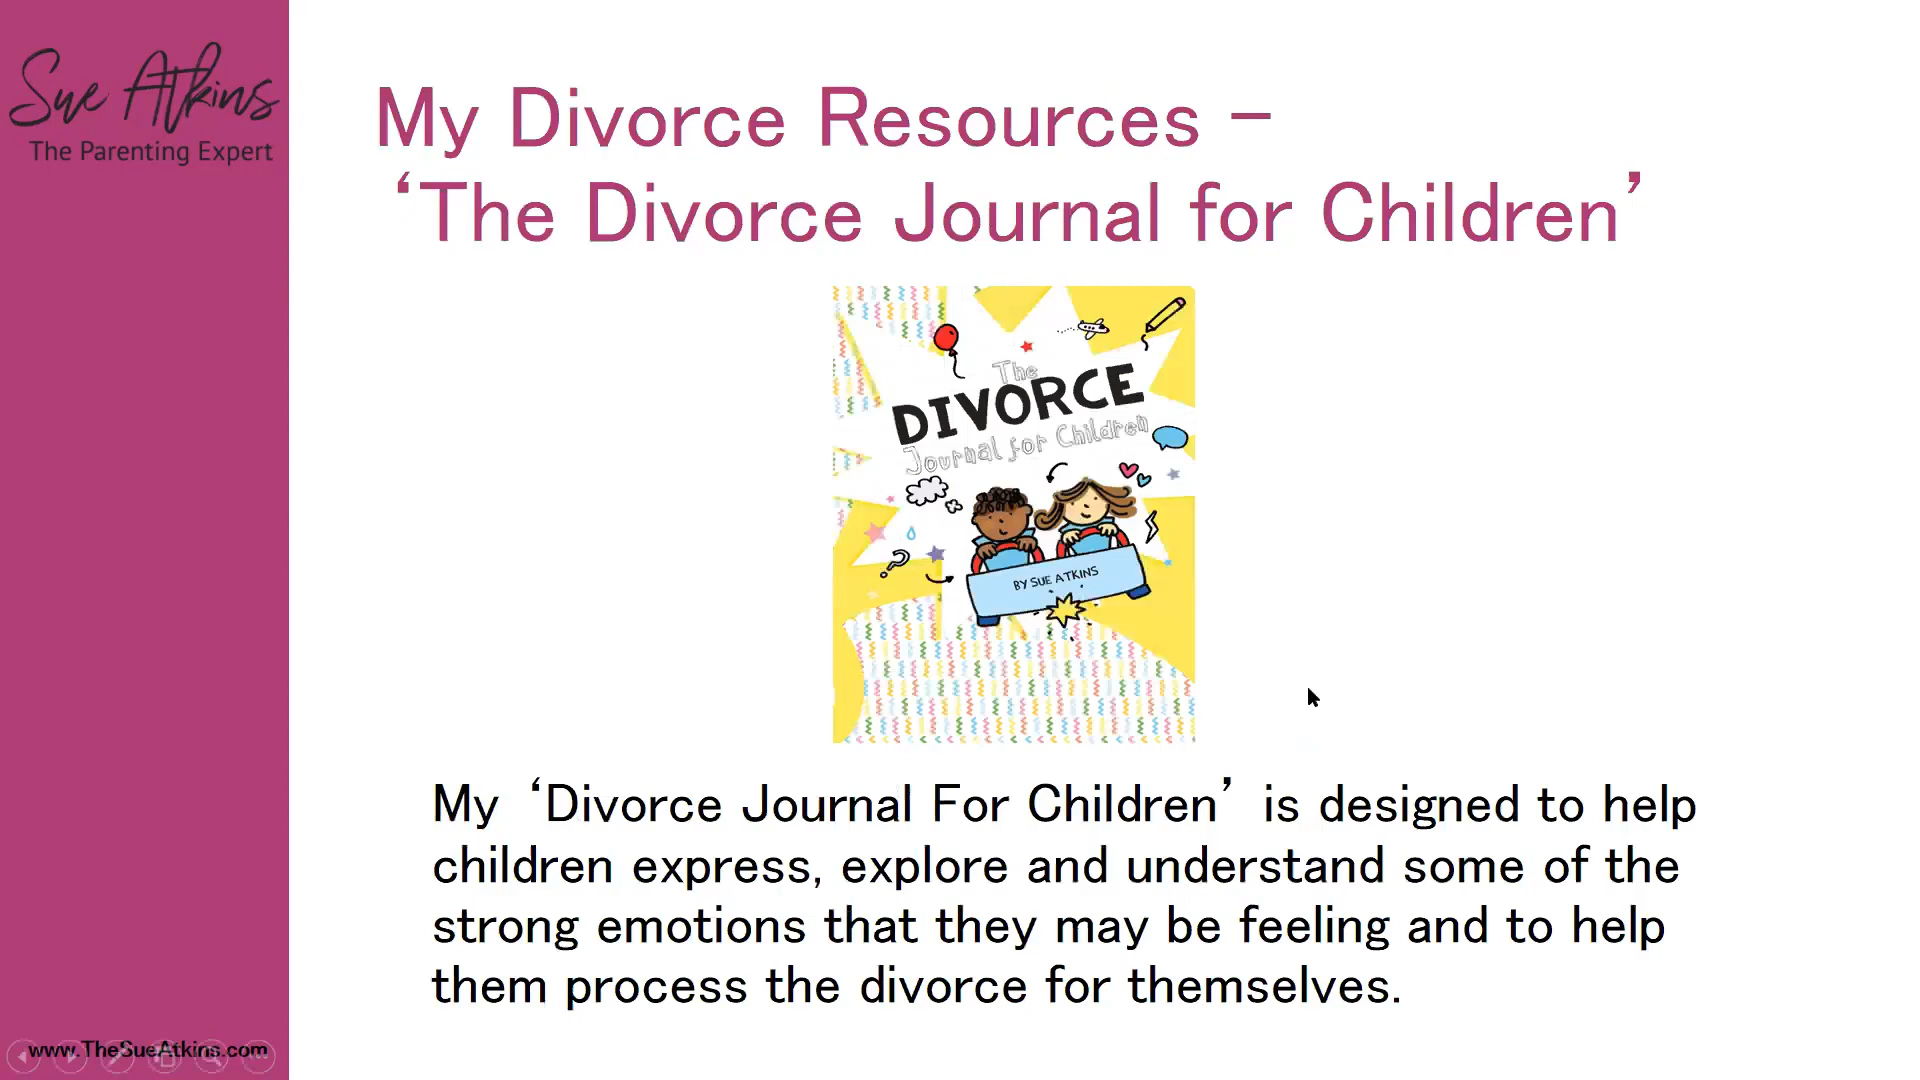 Sue Atkins
The Parenting Expert
My Divorce Resources –
‘The Divorce Journal for Children’
The
DIVORCE
Journal for Children
BY SUE ATKINS
My ‘Divorce Journal For Children’ is designed to help
children express, explore and understand some of the
strong emotions that they may be feeling and to help
them process the divorce for themselves.
www.TheSueAtkins.com